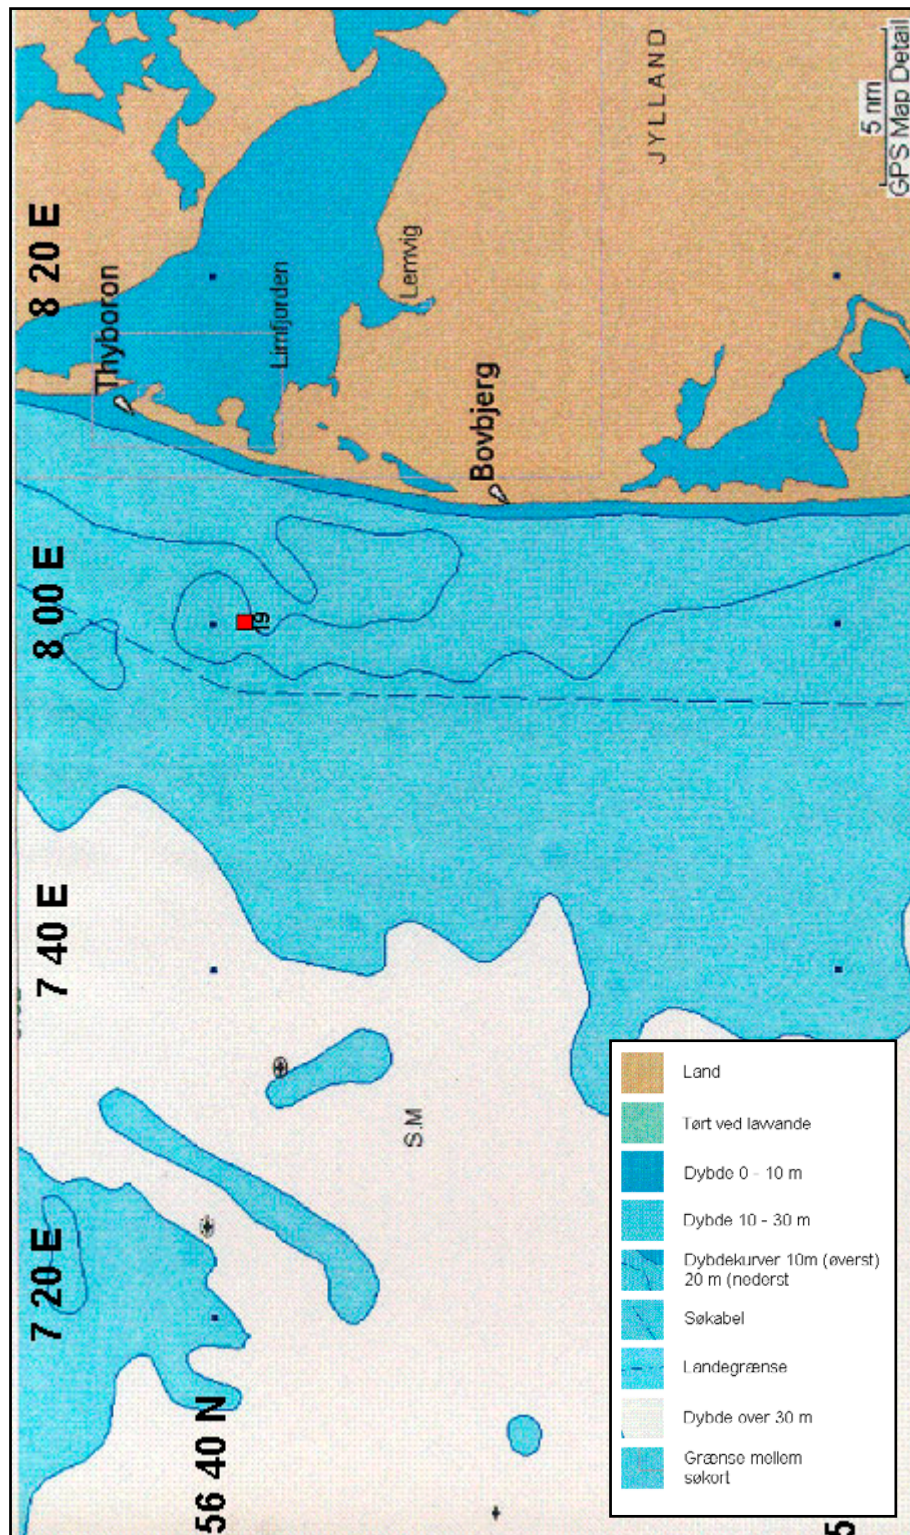 8 20 E
8 00 E
7 40 E
7 20 E
56 40 N
5
Thyboron
Limfjorden
Lemvig
Bovbjerg
JYLLAND
5 nm
GPS Map Detail
19
S.M
Land
Tørt ved lavvande
Dybde 0 - 10 m
Dybde 10 - 30 m
Dybdekurver 10m (øverst)
20 m (nederst
Søkabel
Landegrænse
Dybde over 30 m
Grænse mellem
søkort